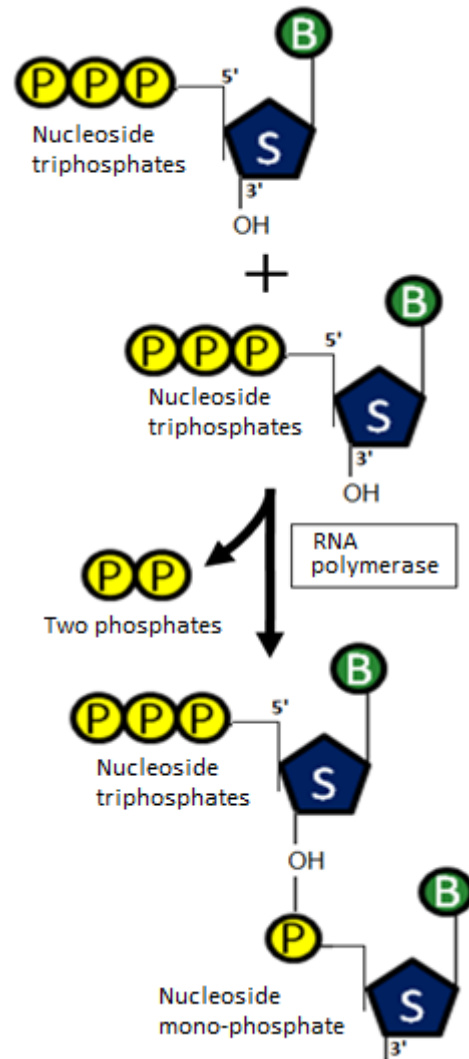 B
P P P
5'
Nucleoside
triphosphates
S
3'
OH
+
B
P P P
5'
Nucleoside
triphosphates
S
3'
OH
RNA
polymerase
P P
Two phosphates
B
P P P
5'
Nucleoside
triphosphates
S
OH
B
P
Nucleoside
mono-phosphate
S
3'